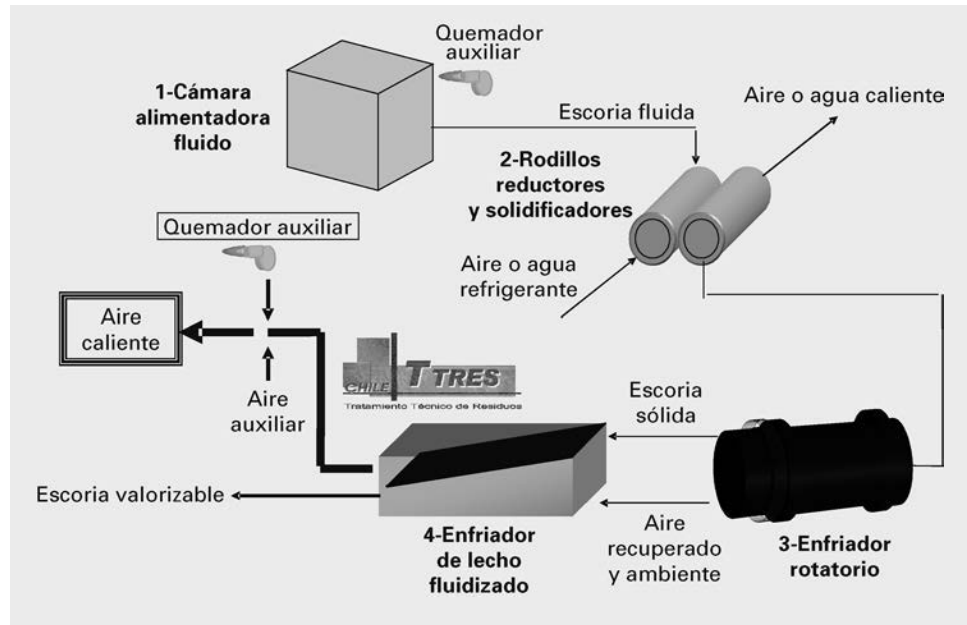 Quemador
auxiliar
1-Cámara
alimentadora
fluido
Escoria fluida
Aire o agua caliente
2-Rodillos
reductores
y solidificadores
Quemador auxiliar
Aire o agua
refrigerante
Aire
caliente
Aire
auxiliar
CHILE T TRES
Tratamiento Técnico de Residuos
Escoria
sólida
Escoria valorizable
4-Enfriador
de lecho
fluidizado
Aire
recuperado
y ambiente
3-Enfriador
rotatorio